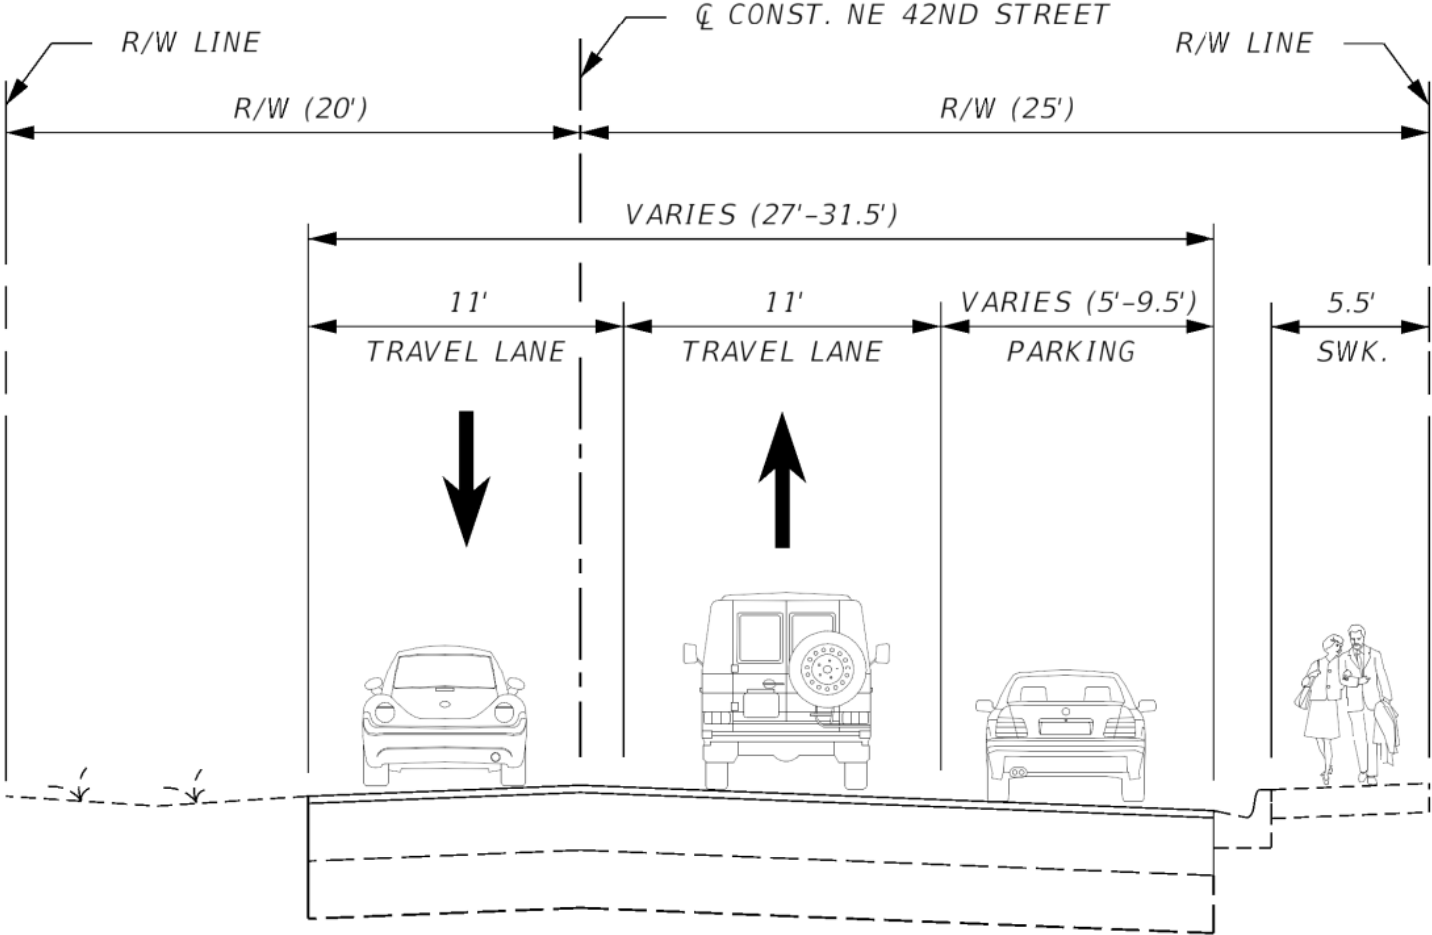 ℄ CONST. NE 42ND STREET
R/W LINE
R/W LINE
R/W (20')
R/W (25')
VARIES (27'-31.5')
11'
11'
VARIES (5'-9.5')
5.5'
TRAVEL LANE
TRAVEL LANE
PARKING
SWK.